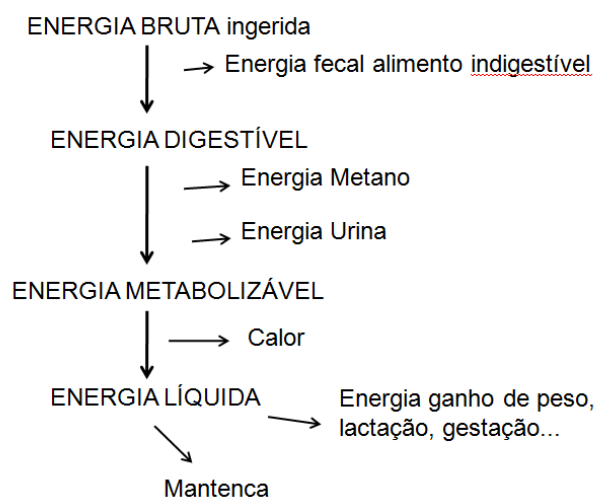 ENERGIA BRUTA ingerida
Energia fecal alimento indigestível
ENERGIA DIGESTÍVEL
Energia Metano
Energia Urina
ENERGIA METABOLIZÁVEL
Calor
ENERGIA LÍQUIDA
Energia ganho de peso,
lactação, gestação...
Mantenca